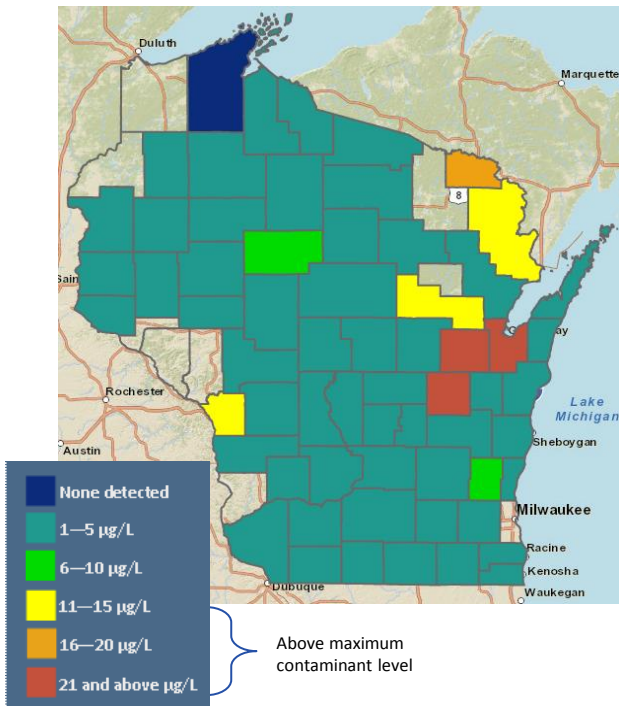 Duluth
Marquette
8
Sain
Rochester
Austin
Lake
Michigan
Sheboygan
Milwaukee
Racine
Kenosha
Waukegan
Dubuque
None detected
1—5 µg/L
6—10 µg/L
11—15 µg/L
16—20 µg/L
21 and above µg/L
Above maximum
contaminant level